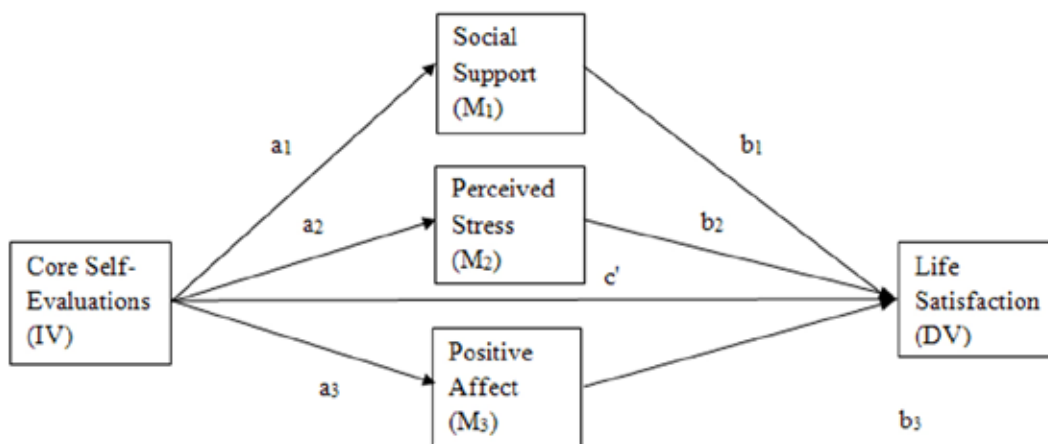 Social
Support
(M₁)
a₁
b₁
Perceived
Stress
(M₂)
a₂
b₂
Core Self-
Evaluations
(IV)
c'
Life
Satisfaction
(DV)
Positive
Affect
(M₃)
a₃
b₃